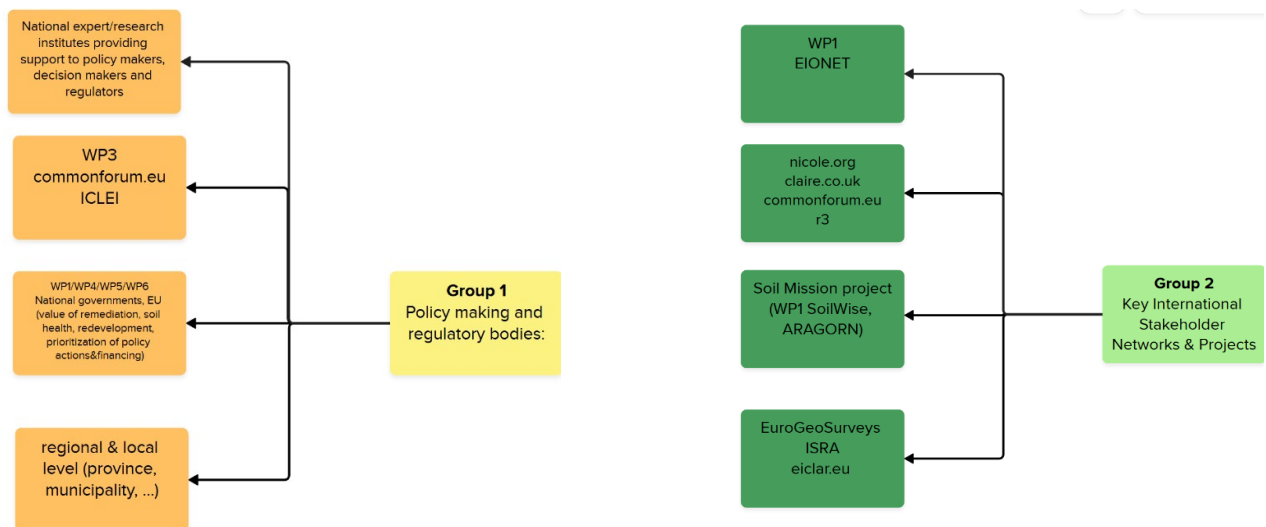 National expert/research
institutes providing
support to policy makers,
decision makers and
regulators
WP3
commonforum.eu
ICLEI
WP1/WP4/WP5/WP6
National governments, EU
(value of remediation, soil
health, redevelopment,
prioritization of policy
actions&financing)
regional & local
level (province,
municipality, ...)
Group 1
Policy making and
regulatory bodies:
WP1
EIONET
nicole.org
claire.co.uk
commonforum.eu
r3
Soil Mission project
(WP1 SoilWise,
ARAGORN)
EuroGeoSurveys
ISRA
eiclar.eu
Group 2
Key International
Stakeholder
Networks & Projects